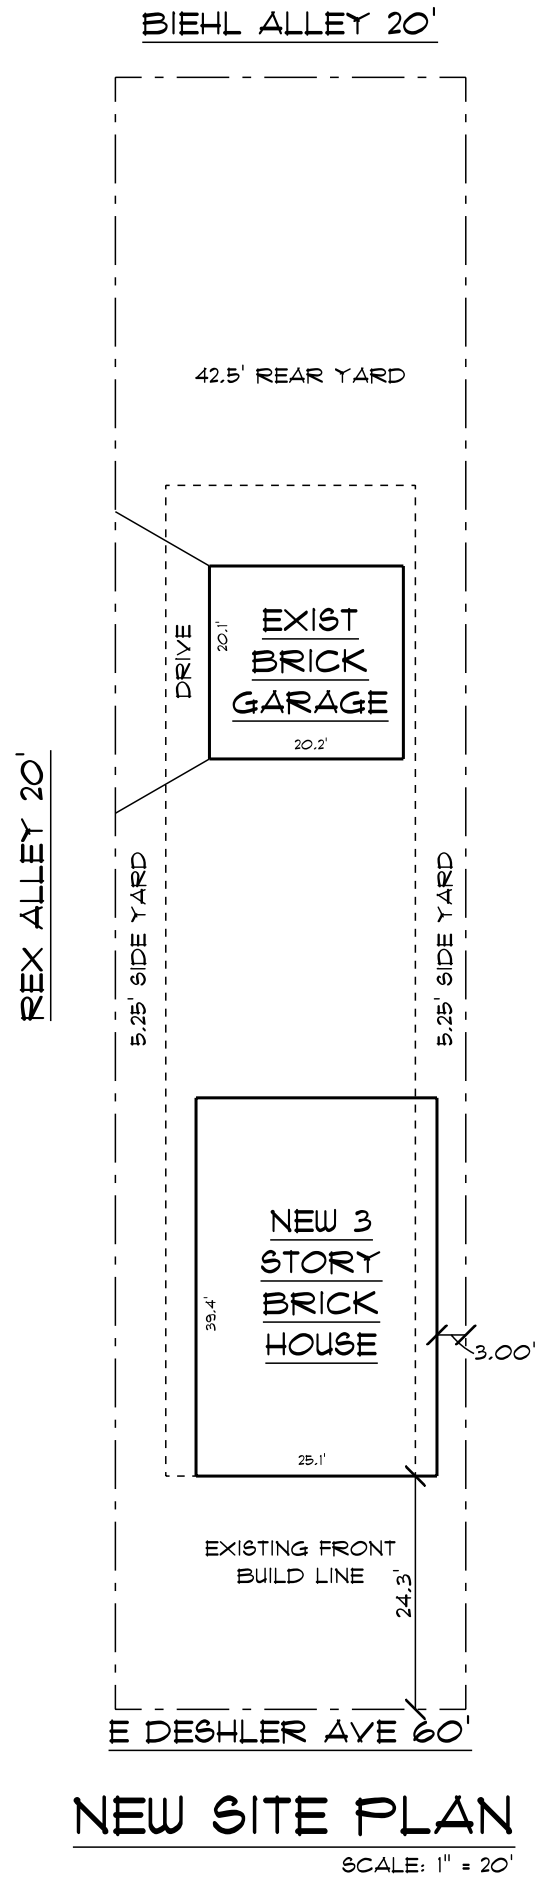 BIEHL ALLEY 20'
42.5' REAR YARD
DRIVE
20.1'
EXIST
BRICK
GARAGE
20.2'
REX ALLEY 20'
5.25' SIDE YARD
5.25' SIDE YARD
NEW 3
STORY
BRICK
HOUSE
39.4'
3.00'
25.1'
EXISTING FRONT
BUILD LINE
24.3'
E DESHLER AVE 60'
NEW SITE PLAN
SCALE: 1" = 20'